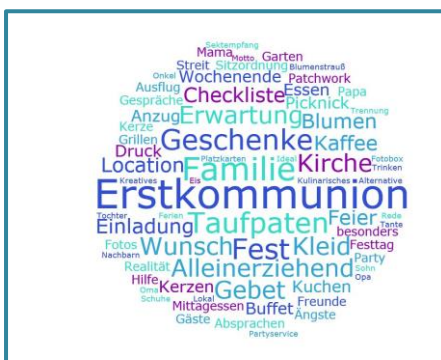 Sektempfang
Mama Motto Garten
Onkel Streit Sitzordnung Blumenstrauß
Ausflug Wochenende Patchwork
Gespräche Checkliste Essen Papa
Anzug Erwartung Picknick Trennung
Kerze Blumen
Grillen Geschenke Kaffee
Druck Platzkarten Ideal Fotobox
Location Familie Kirche Trinken
Kreatives Eis Kulinarisches Alternative
Erstkommunion
Tochter Ferien Taufpaten Feier Rede
Einladung besonders Tante
Fotos Wunsch Fest Kleid Festtag
Nachbarn Party
Realität Alleinerziehend Sohn
Hilfe Kerzen Gebet Kuchen Opa
Oma Lokal Freunde
Schuhe Mittagessen Buffet Ängste
Gäste Absprachen
Partyservice